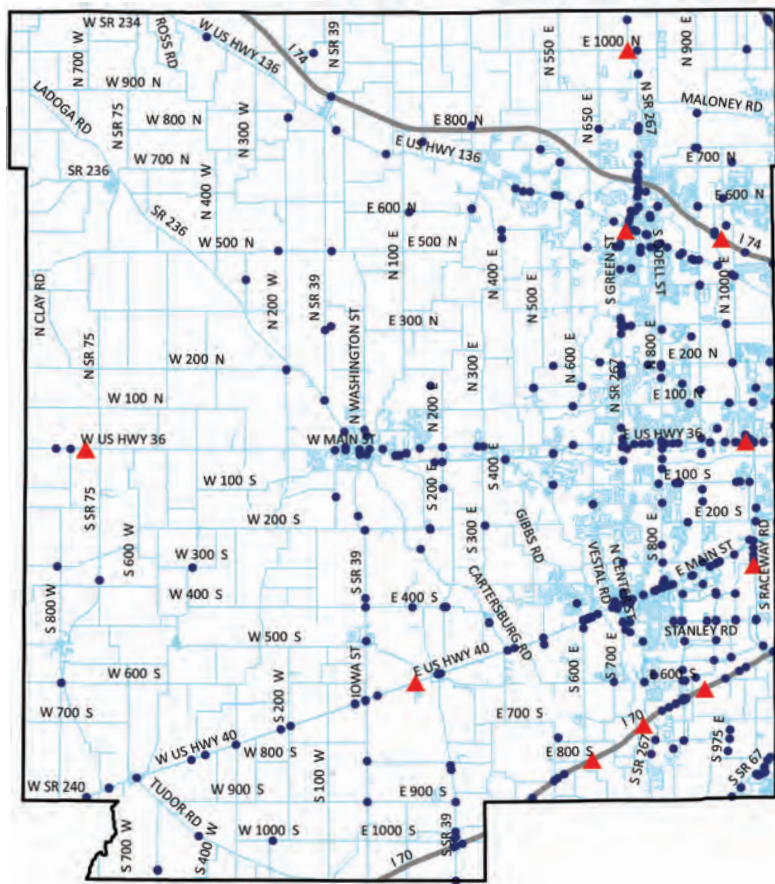 W SR 234
N 700 W
ROSS RD
W US HWY 136
I 74
N SR 39
N 550 E
E 1000 N
N 900 E
LADOGA RD
W 900 N
N SR 75
W 800 N
N 300 W
E 800 N
N 650 E
N SR 267
MALONEY RD
W 700 N
E US HWY 136
E 700 N
SR 236
N 400 W
SR 236
E 600 N
E 600 N
W 500 N
N 100 E
E 500 N
N 400 E
S GREEN ST
S ODELL ST
I 74
N CLAY RD
N 200 W
N SR 39
N 500 E
N 1000 E
E 300 N
N SR 75
W 200 N
N WASHINGTON ST
N 300 E
N 600 E
N SR 267
N 800 E
E 200 N
W 100 N
N 200 E
E 100 N
W US HWY 36
W MAIN ST
US HWY 36
W 100 S
S 200 E
S 400 E
E 100 S
S SR 75
W 200 S
E 200 S
S 600 W
S 300 E
GIBBS RD
S 800 E
S RACEWAY RD
W 300 S
S SR 39
VESTAL RD
N CENTER ST
E MAIN ST
S 800 W
W 400 S
E 400 S
CARTERSBURG RD
W 500 S
STANLEY RD
IOWA ST
E US HWY 40
S 600 E
S 700 E
W 600 S
E 600 S
S 200 W
W 700 S
E 700 S
I 70
W US HWY 40
W 800 S
E 800 S
S SR 267
S 975 E
S SR 67
W SR 240
S 100 W
W 900 S
E 900 S
TUDOR RD
S 700 W
S 400 W
W 1000 S
E 1000 S
S SR 39
I 70